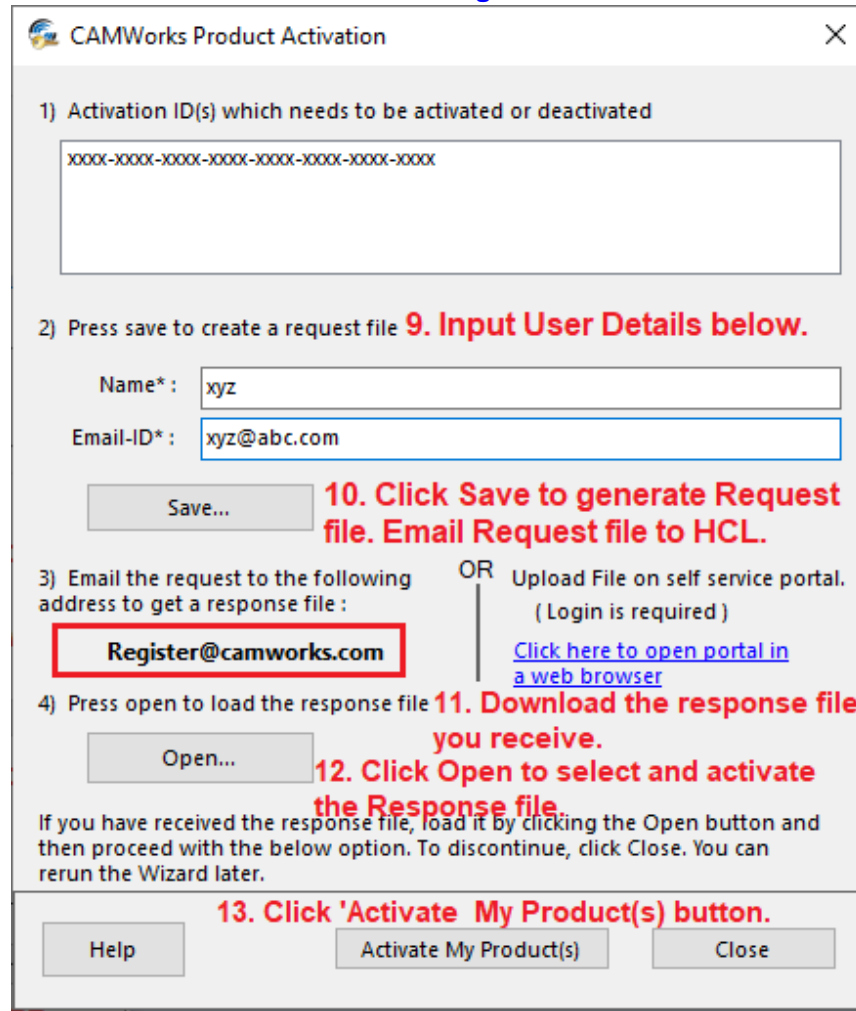 CAMWorks Product Activation
1) Activation ID(s) which needs to be activated or deactivated
xxxx-xxxx-xxxx-xxxx-xxxx-xxxx-xxxx-xxxx
2) Press save to create a request file 9. Input User Details below.
Name* : xyz
Email-ID* : xyz@abc.com
Save... 10. Click Save to generate Request
file. Email Request file to HCL.
3) Email the request to the following
address to get a response file :
OR
Upload File on self service portal.
( Login is required )
Register@camworks.com
Click here to open portal in
a web browser
4) Press open to load the response file 11. Download the response file
you receive.
Open... 12. Click Open to select and activate
the Response file.
If you have received the response file, load it by clicking the Open button and
then proceed with the below option. To discontinue, click Close. You can
rerun the Wizard later.
13. Click 'Activate My Product(s) button.
Help Activate My Product(s) Close